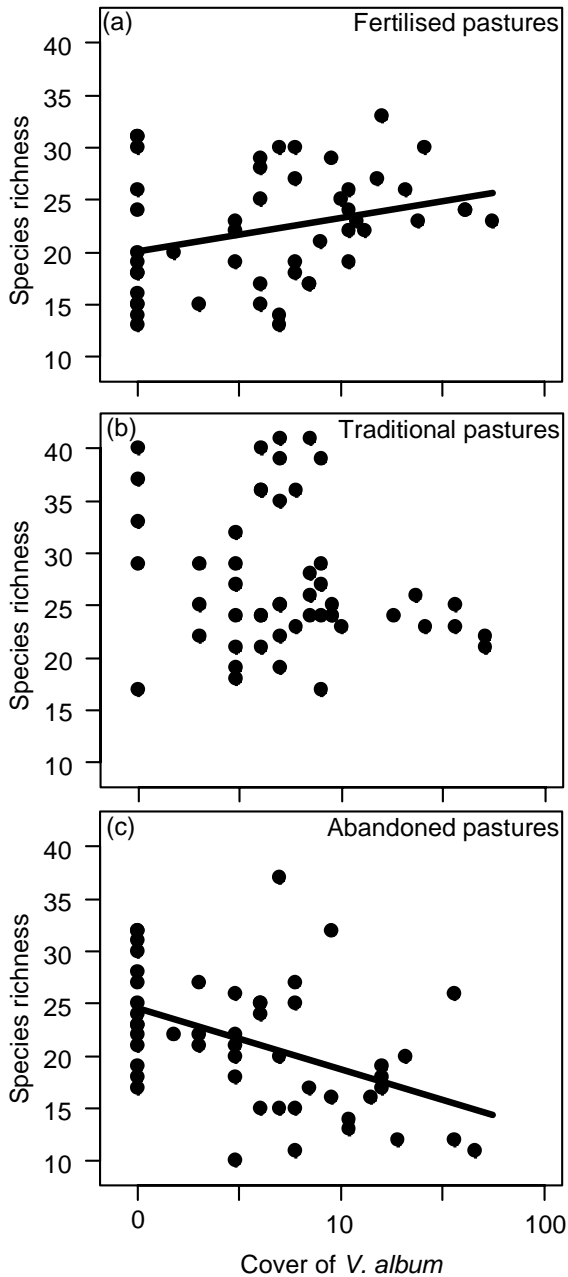 (a) Fertilised pastures
40
35
30
25
20
15
10
Species richness
(b) Traditional pastures
40
35
30
25
20
15
10
Species richness
(c) Abandoned pastures
40
35
30
25
20
15
10
Species richness
0 10 100
Cover of V. album